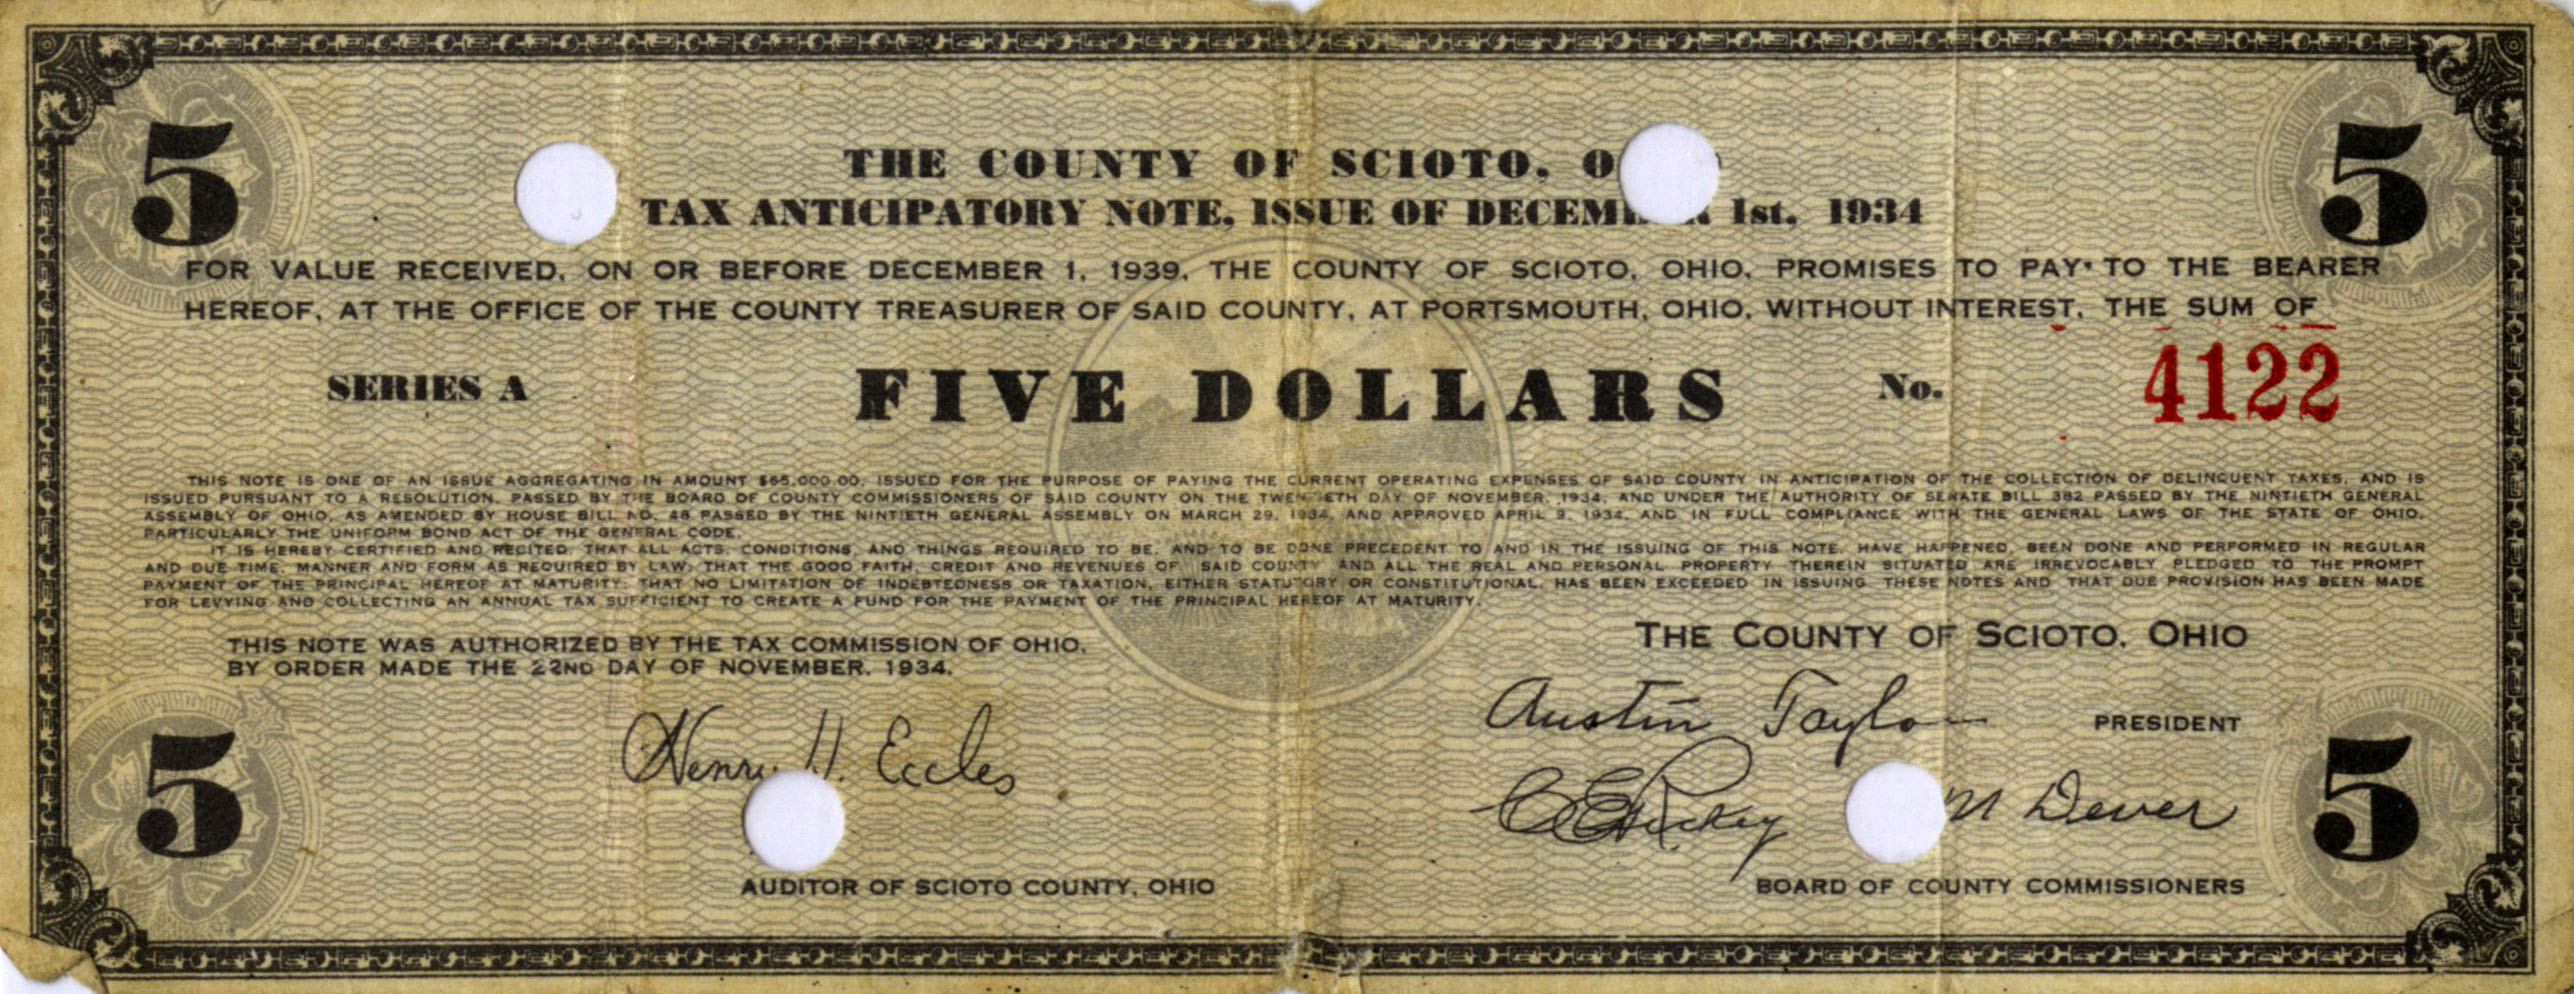 5 5
THE COUNTY OF SCIOTO, O
TAX ANTICIPATORY NOTE, ISSUE OF DECEM R 1st, 1934
FOR VALUE RECEIVED, ON OR BEFORE DECEMBER 1, 1939, THE COUNTY OF SCIOTO, OHIO, PROMISES TO PAY TO THE BEARER
HEREOF, AT THE OFFICE OF THE COUNTY TREASURER OF SAID COUNTY, AT PORTSMOUTH, OHIO, WITHOUT INTEREST, THE SUM OF
SERIES A FIVE DOLLARS No. 4122
THIS NOTE IS ONE OF AN ISSUE AGGREGATING IN AMOUNT $65,000.00, ISSUED FOR THE PURPOSE OF PAYING THE CURRENT OPERATING EXPENSES OF SAID COUNTY IN ANTICIPATION OF THE COLLECTION OF DELINQUENT TAXES, AND IS
ISSUED PURSUANT TO A RESOLUTION, PASSED BY THE BOARD OF COUNTY COMMISSIONERS OF SAID COUNTY ON THE TWENTIETH DAY OF NOVEMBER, 1934, AND UNDER THE AUTHORITY OF SENATE BILL 382 PASSED BY THE NINTIETH GENERAL
ASSEMBLY OF OHIO, AS AMENDED BY HOUSE BILL NO. 48 PASSED BY THE NINTIETH GENERAL ASSEMBLY ON MARCH 29, 1934, AND APPROVED APRIL 9, 1934, AND IN FULL COMPLIANCE WITH THE GENERAL LAWS OF THE STATE OF OHIO,
PARTICULARLY THE UNIFORM BOND ACT OF THE GENERAL CODE.
IT IS HEREBY CERTIFIED AND RECITED, THAT ALL ACTS, CONDITIONS, AND THINGS REQUIRED TO BE, AND TO BE DONE PRECEDENT TO AND IN THE ISSUING OF THIS NOTE, HAVE HAPPENED, BEEN DONE AND PERFORMED IN REGULAR
AND DUE TIME, MANNER AND FORM AS REQUIRED BY LAW; THAT THE GOOD FAITH, CREDIT AND REVENUES OF SAID COUNTY AND ALL THE REAL AND PERSONAL PROPERTY THEREIN SITUATED ARE IRREVOCABLY PLEDGED TO THE PROMPT
PAYMENT OF THE PRINCIPAL HEREOF AT MATURITY; THAT NO LIMITATION OF INDEBTEDNESS OR TAXATION, EITHER STATUTORY OR CONSTITUTIONAL, HAS BEEN EXCEEDED IN ISSUING THESE NOTES AND THAT DUE PROVISION HAS BEEN MADE
FOR LEVYING AND COLLECTING AN ANNUAL TAX SUFFICIENT TO CREATE A FUND FOR THE PAYMENT OF THE PRINCIPAL HEREOF AT MATURITY.
THIS NOTE WAS AUTHORIZED BY THE TAX COMMISSION OF OHIO,
BY ORDER MADE THE 22ND DAY OF NOVEMBER, 1934.
THE COUNTY OF SCIOTO, OHIO
Austin Taylor PRESIDENT
Henry H. Eccles
M Dever
5 5
AUDITOR OF SCIOTO COUNTY, OHIO
BOARD OF COUNTY COMMISSIONERS